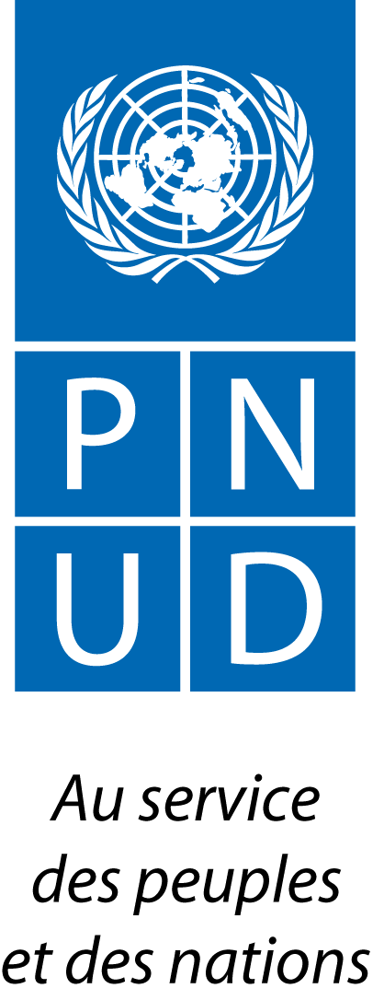 P N
U D
Au service
des peuples
et des nations